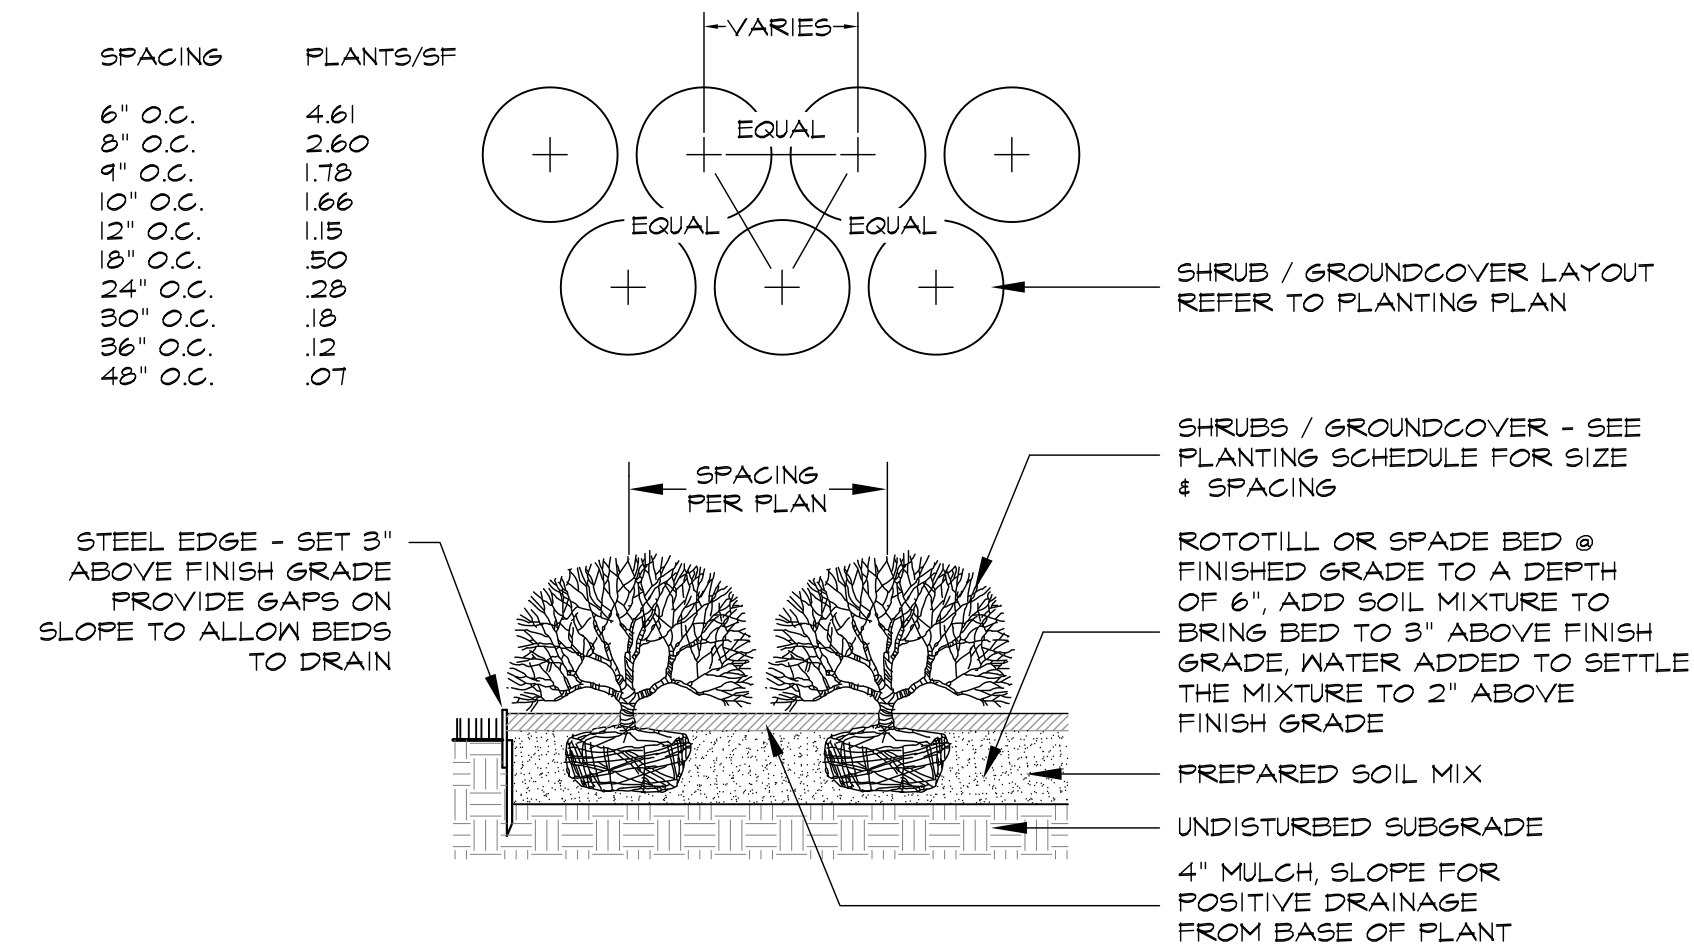 SPACING PLANTS/SF
6" O.C. 4.61
8" O.C. 2.60
9" O.C. 1.78
10" O.C. 1.66
12" O.C. 1.15
18" O.C. .50
24" O.C. .28
30" O.C. .18
36" O.C. .12
48" O.C. .07
VARIES
EQUAL
EQUAL EQUAL
SHRUB / GROUNDCOVER LAYOUT
REFER TO PLANTING PLAN
SHRUBS / GROUNDCOVER - SEE
PLANTING SCHEDULE FOR SIZE
& SPACING
SPACING
PER PLAN
STEEL EDGE - SET 3"
ABOVE FINISH GRADE
PROVIDE GAPS ON
SLOPE TO ALLOW BEDS
TO DRAIN
ROTOTILL OR SPADE BED @
FINISHED GRADE TO A DEPTH
OF 6", ADD SOIL MIXTURE TO
BRING BED TO 3" ABOVE FINISH
GRADE, WATER ADDED TO SETTLE
THE MIXTURE TO 2" ABOVE
FINISH GRADE
PREPARED SOIL MIX
UNDISTURBED SUBGRADE
4" MULCH, SLOPE FOR
POSITIVE DRAINAGE
FROM BASE OF PLANT